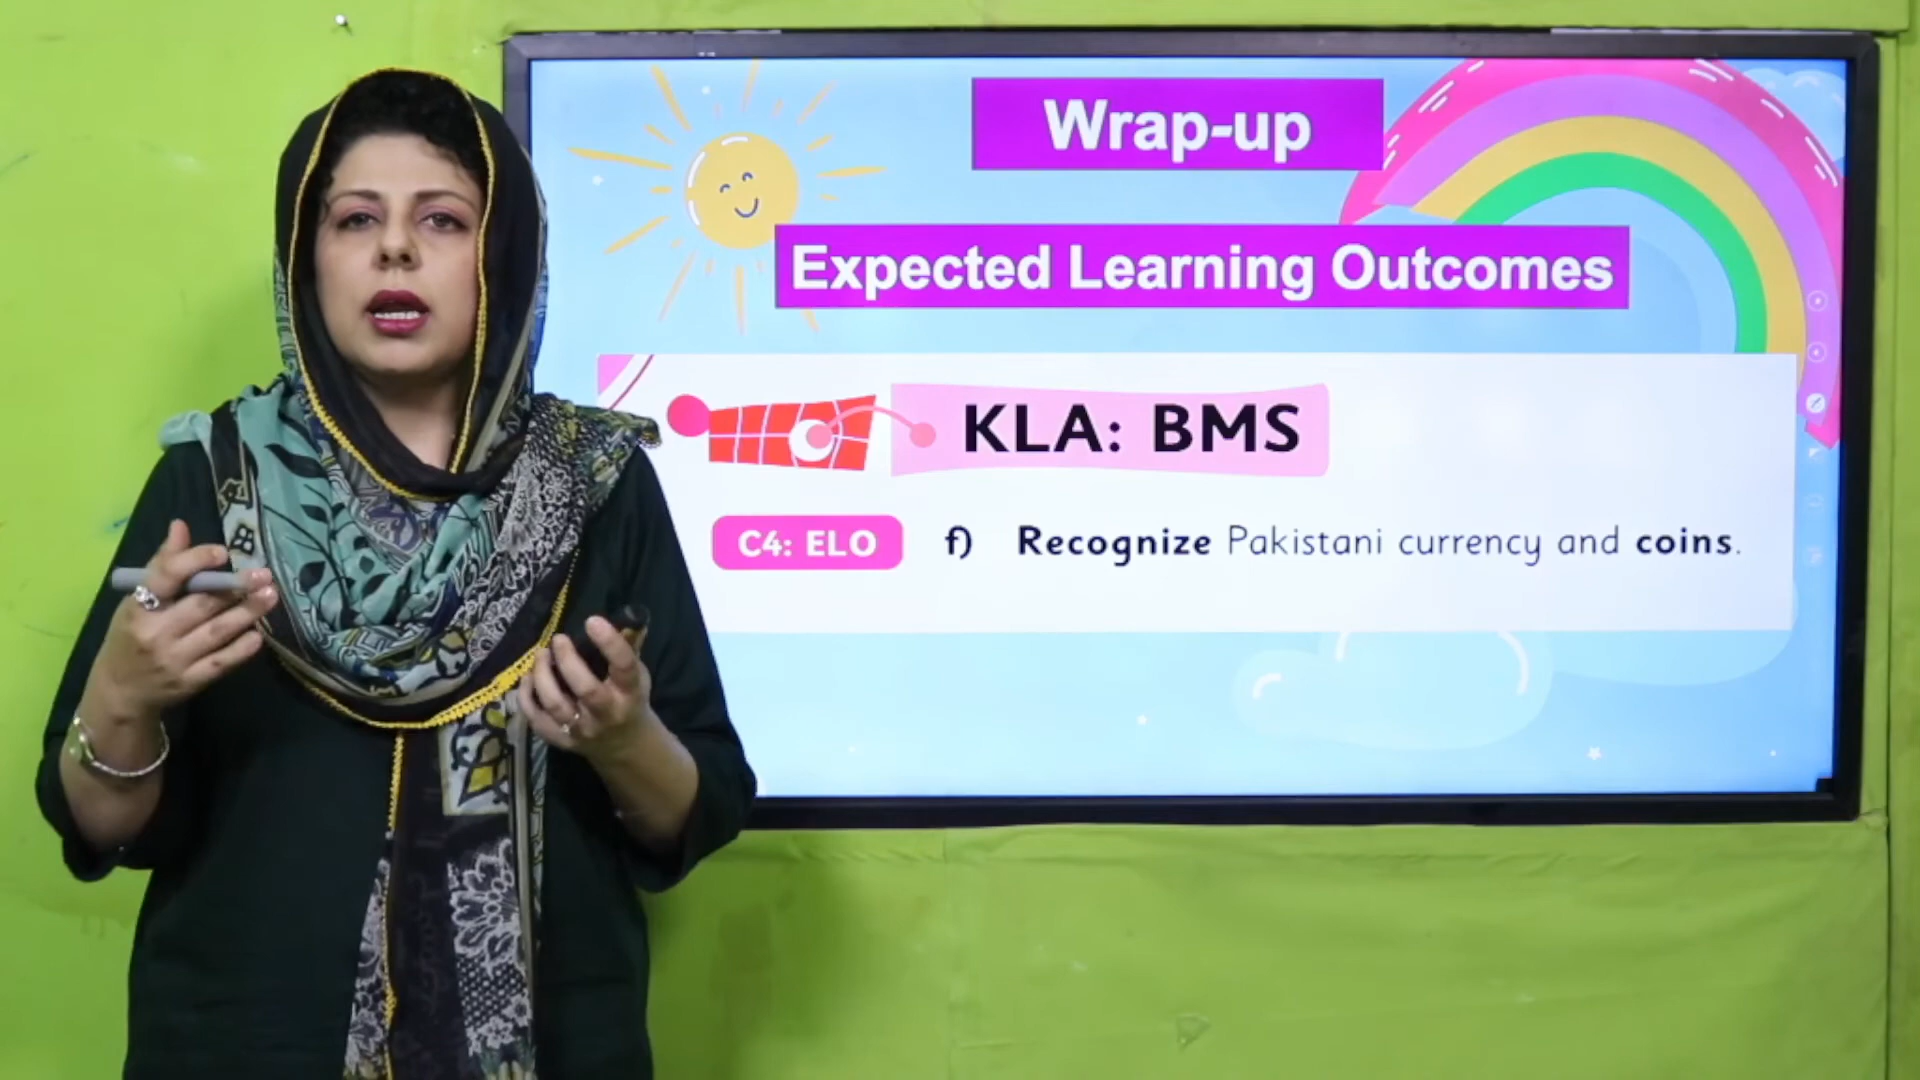 Wrap-up
Expected Learning Outcomes
KLA: BMS
C4: ELO f) Recognize Pakistani currency and coins.